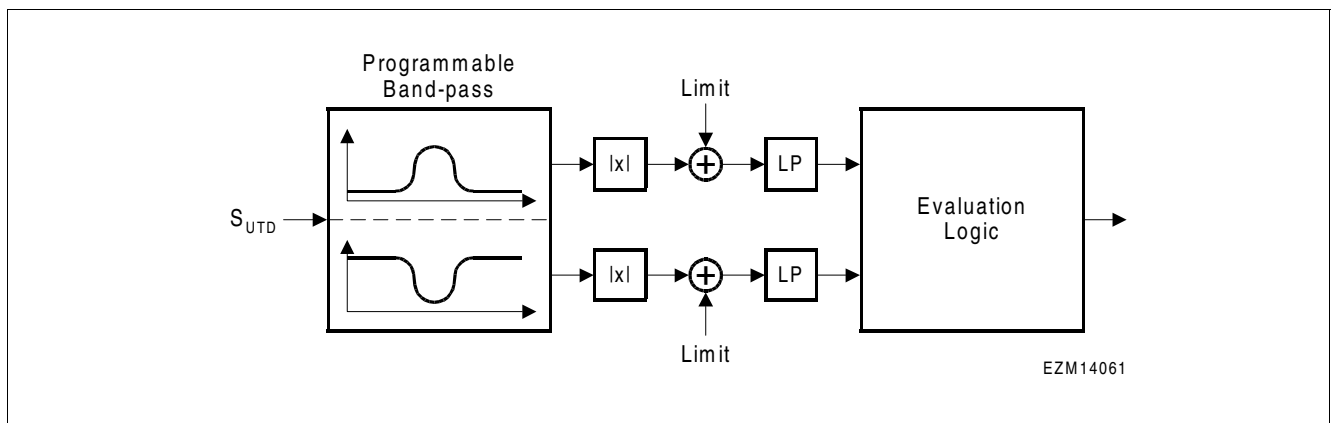 Programmable
Band-pass
Limit
|x|
+
LP
S_UTD
Evaluation
Logic
|x|
+
LP
Limit
EZM14061